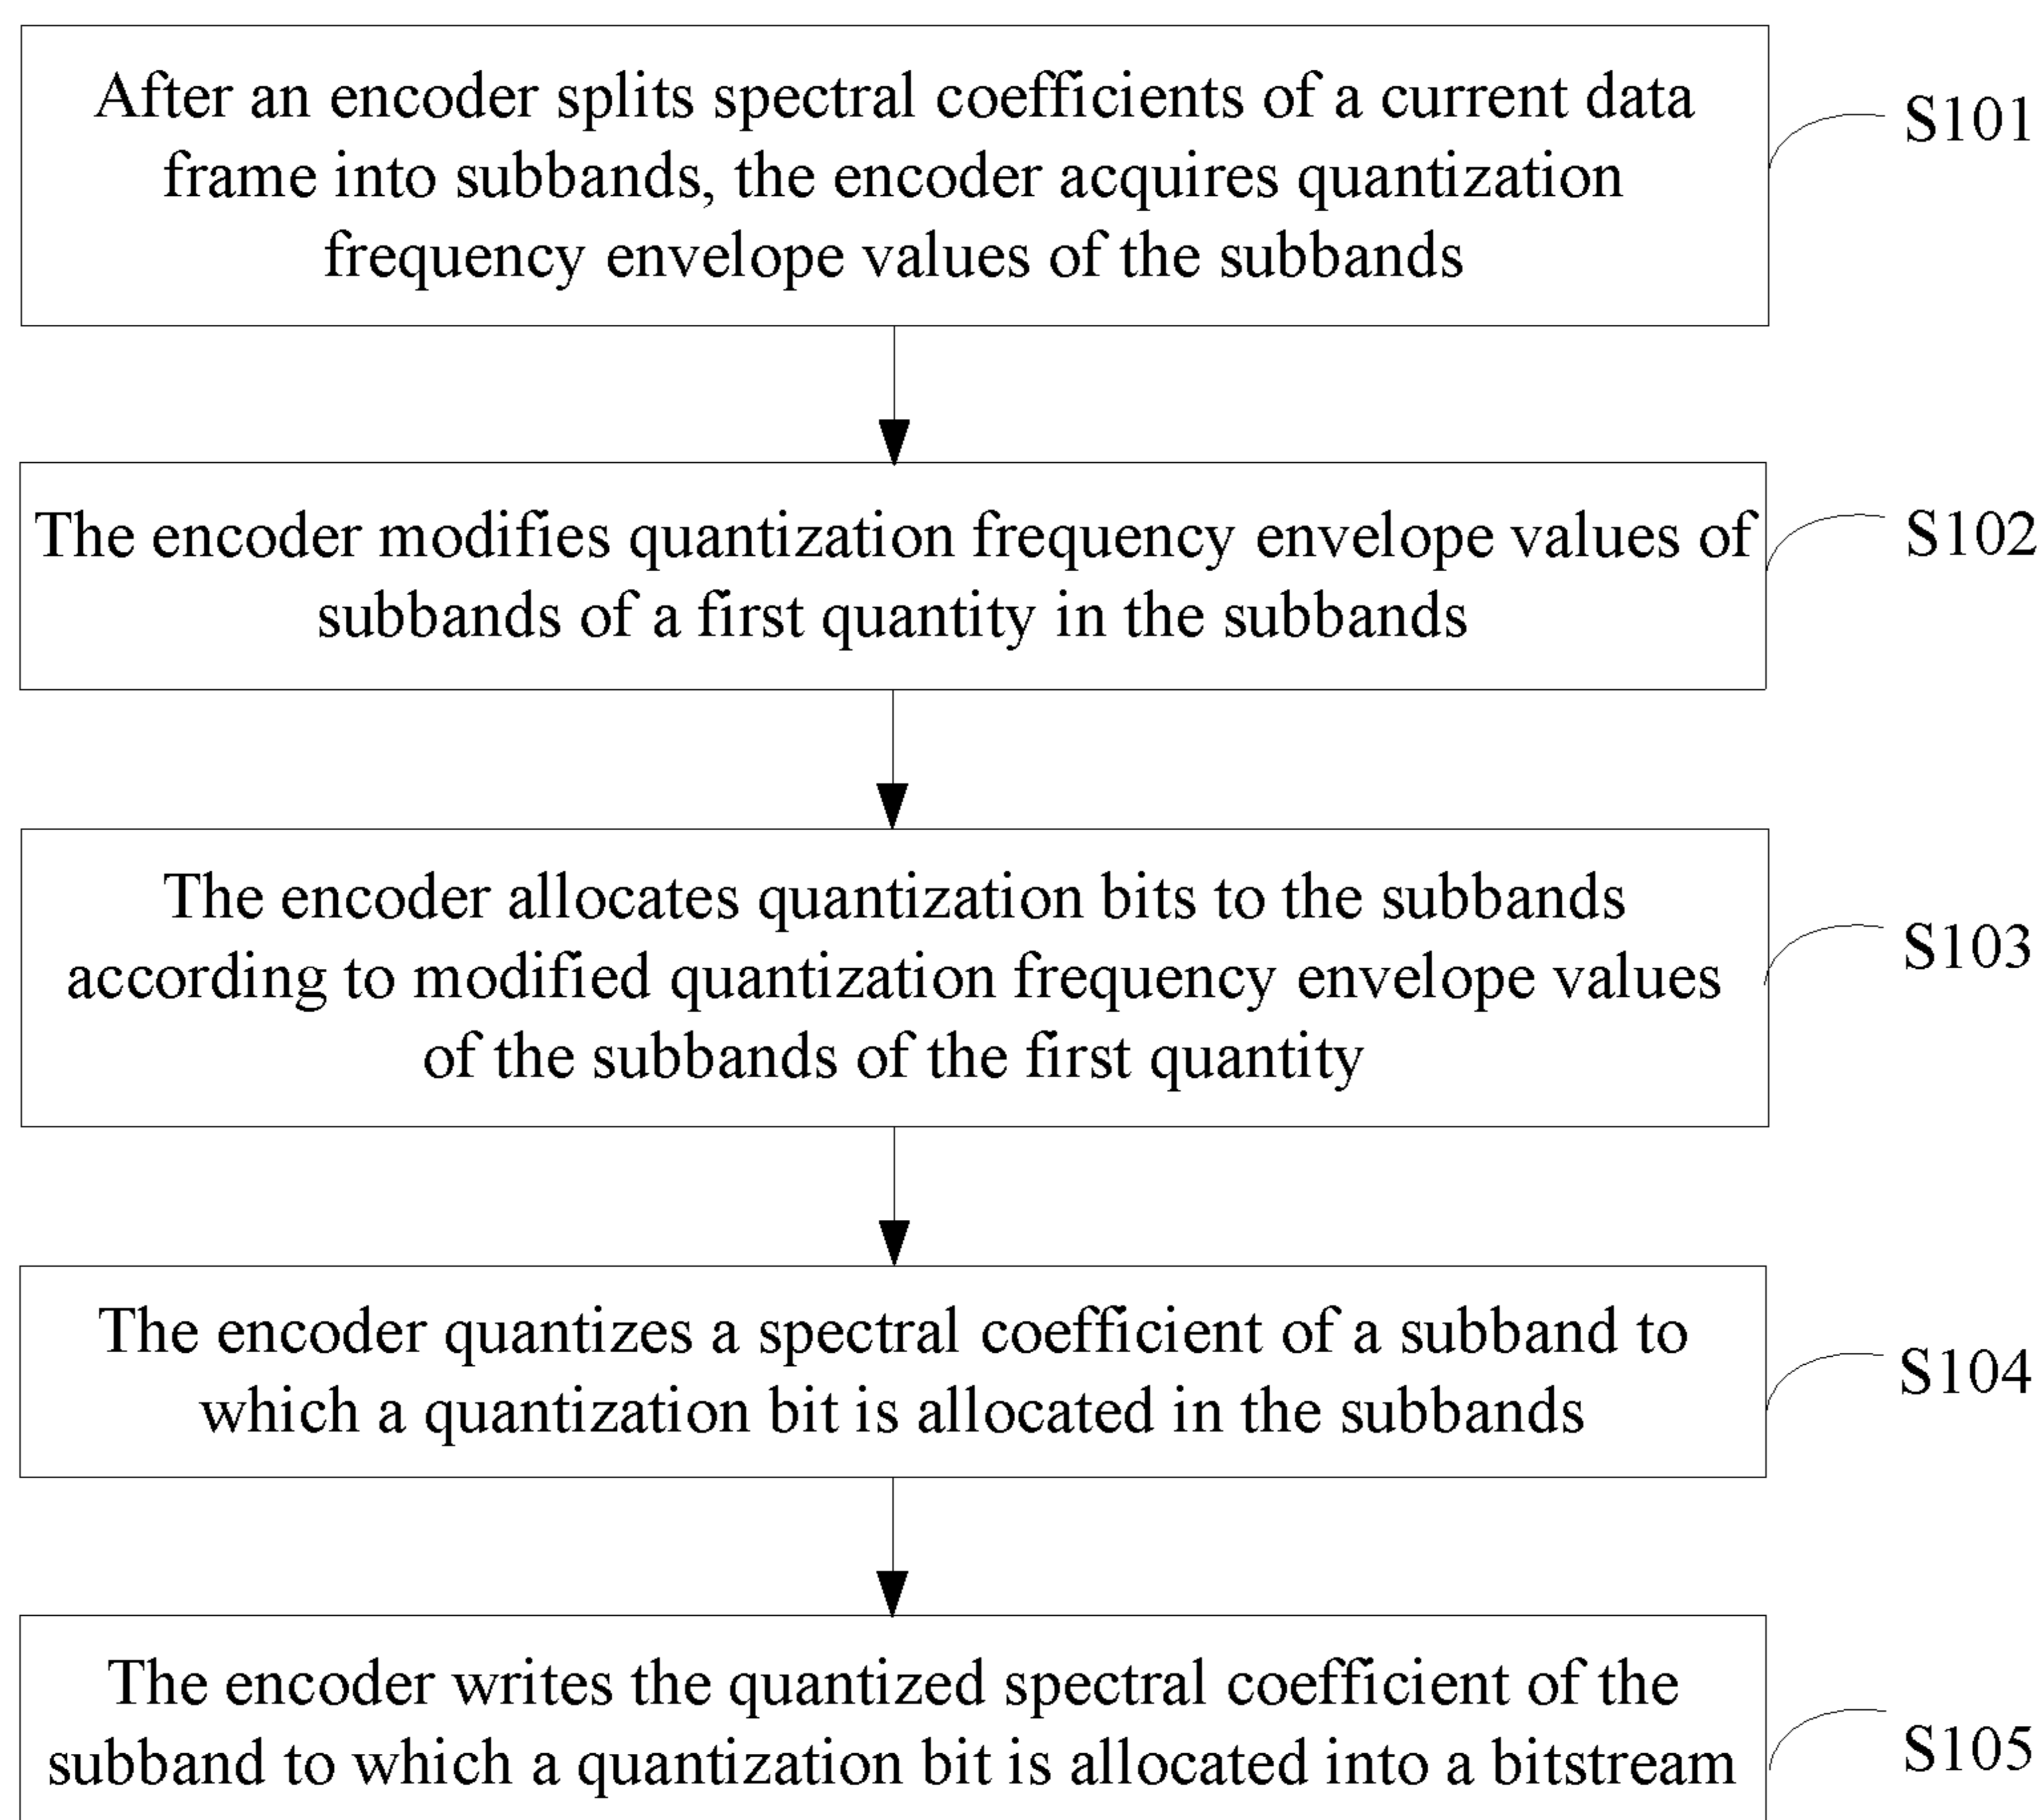 After an encoder splits spectral coefficients of a current data
frame into subbands, the encoder acquires quantization
frequency envelope values of the subbands
S101
The encoder modifies quantization frequency envelope values of
subbands of a first quantity in the subbands
S102
The encoder allocates quantization bits to the subbands
according to modified quantization frequency envelope values
of the subbands of the first quantity
S103
The encoder quantizes a spectral coefficient of a subband to
which a quantization bit is allocated in the subbands
S104
The encoder writes the quantized spectral coefficient of the
subband to which a quantization bit is allocated into a bitstream
S105